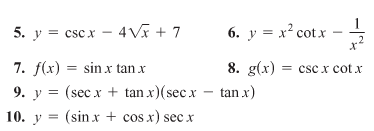 5. y = csc x − 4√x + 7
6. y = x² cot x − 1/x²
7. f(x) = sin x tan x
8. g(x) = csc x cot x
9. y = (sec x + tan x)(sec x − tan x)
10. y = (sin x + cos x) sec x